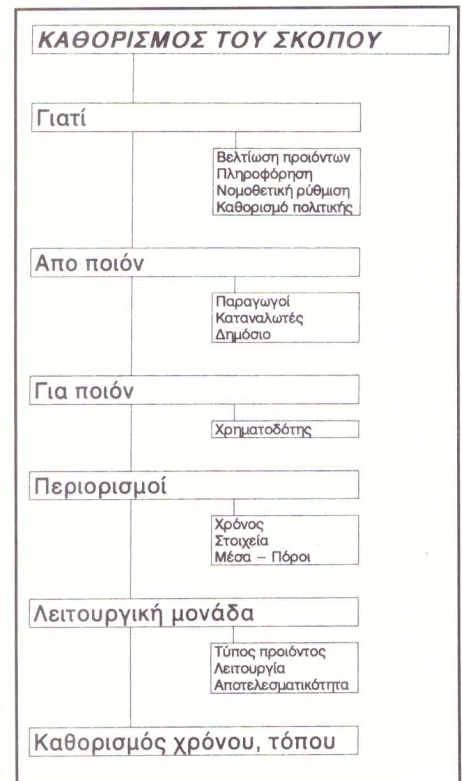 ΚΑΘΟΡΙΣΜΟΣ ΤΟΥ ΣΚΟΠΟΥ
Γιατί
Βελτίωση προιόντων
Πληροφόρηση
Νομοθετική ρύθμιση
Καθορισμό πολιτικής
Απο ποιόν
Παραγωγοί
Καταναλωτές
Δημόσιο
Για ποιόν
Χρηματοδότης
Περιορισμοί
Χρόνος
Στοιχεία
Μέσα – Πόροι
Λειτουργική μονάδα
Τύπος προιόντος
Λειτουργία
Αποτελεσματικότητα
Καθορισμός χρόνου, τόπου